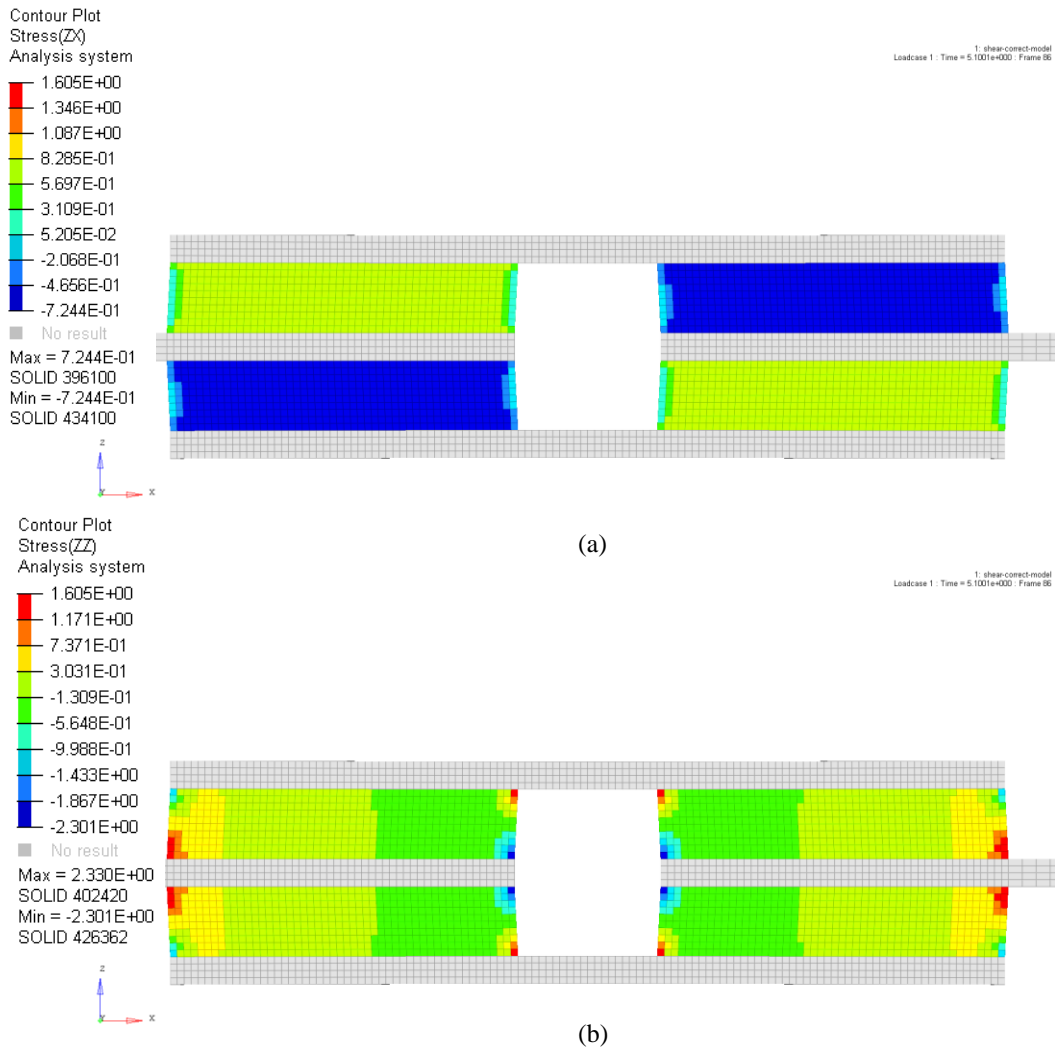 Contour Plot
Stress(ZX)
Analysis system
1.605E+00
1.346E+00
1.087E+00
8.285E-01
5.697E-01
3.109E-01
5.205E-02
-2.068E-01
-4.656E-01
-7.244E-01
No result
Max = 7.244E-01
SOLID 396100
Min = -7.244E-01
SOLID 434100
1: shear-correct-model
Loadcase 1 : Time = 5.1001e+000 : Frame 86
Z
Y
X
(a)
Contour Plot
Stress(ZZ)
Analysis system
1.605E+00
1.171E+00
7.371E-01
3.031E-01
-1.309E-01
-5.648E-01
-9.988E-01
-1.433E+00
-1.867E+00
-2.301E+00
No result
Max = 2.330E+00
SOLID 402420
Min = -2.301E+00
SOLID 426362
1: shear-correct-model
Loadcase 1 : Time = 5.1001e+000 : Frame 86
Z
Y
X
(b)